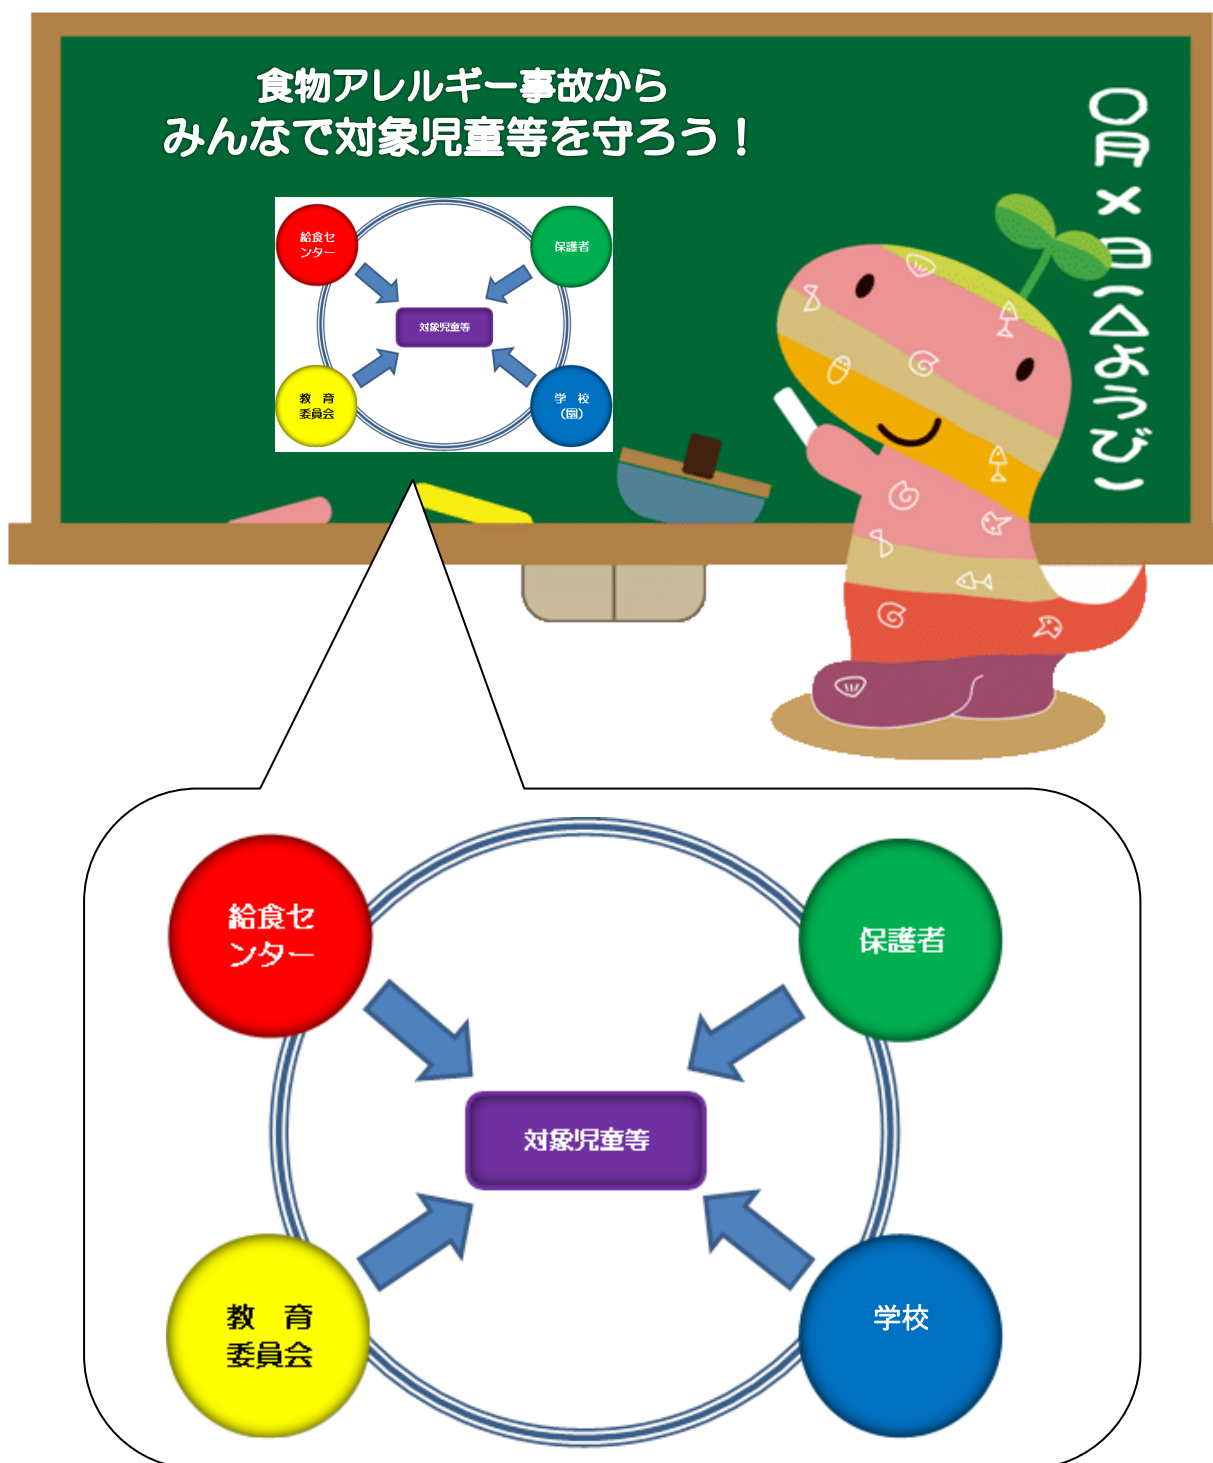 食物アレルギー事故から
みんなで対象児童等を守ろう！
〇月×日（△ようび）
給食セ
ンター
保護者
対象児童等
教　育
委員会
学　校
（園）
給食セ
ンター
保護者
対象児童等
教　育
委員会
学校